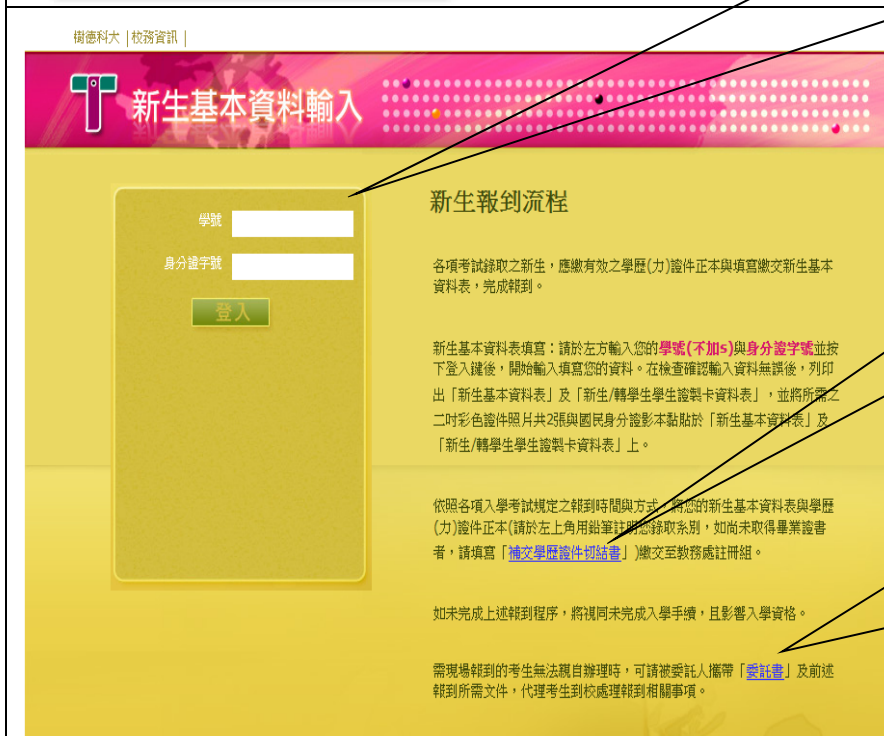 樹德科大 | 校務資訊 |
新生基本資料輸入
學號
身分證字號
登入
新生報到流程
各項考試錄取之新生，應繳有效之學歷(力)證件正本與填寫繳交新生基本
資料表，完成報到。
新生基本資料表填寫：請於左方輸入您的學號(不加s)與身分證字號並按
下登入鍵後，開始輸入填寫您的資料。在檢查確認輸入資料無誤後，列印
出「新生基本資料表」及「新生/轉學生學生證製卡資料表」，並將所需之
二吋彩色證件照片共2張與國民身分證影本黏貼於「新生基本資料表」及
「新生/轉學生學生證製卡資料表」上。
依照各項入學考試規定之報到時間與方式，將您的新生基本資料表與學歷
(力)證件正本(請於左上角用鉛筆註明您錄取系別，如尚未取得畢業證書
者，請填寫「補交學歷證件切結書」)繳交至教務處註冊組。
如未完成上述報到程序，將視同未完成入學手續，且影響入學資格。
需現場報到的考生無法親自辦理時，可請被委託人攜帶「委託書」及前述
報到所需文件，代理考生到校處理報到相關事項。